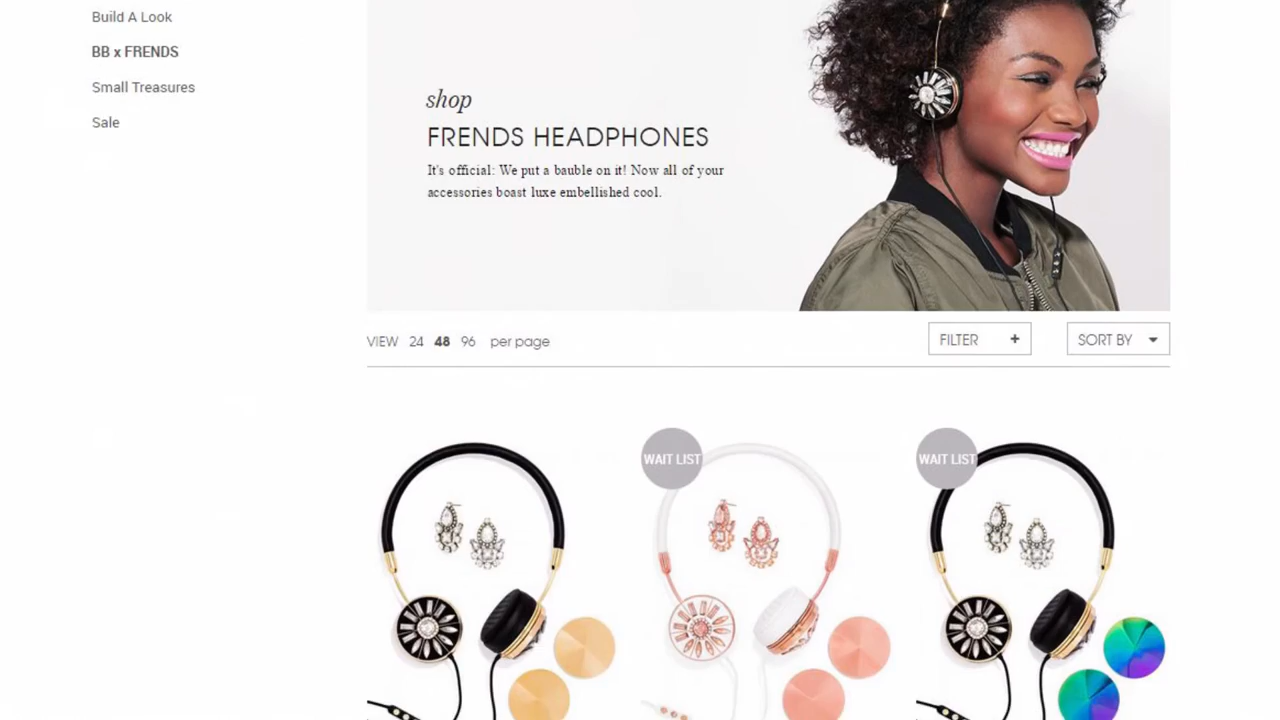 Build A Look
BB x FRENDS
Small Treasures
Sale
shop
FRENDS HEADPHONES
It's official: We put a bauble on it! Now all of your
accessories boast luxe embellished cool.
VIEW 24 48 96 per page
FILTER +
SORT BY
WAIT LIST
WAIT LIST